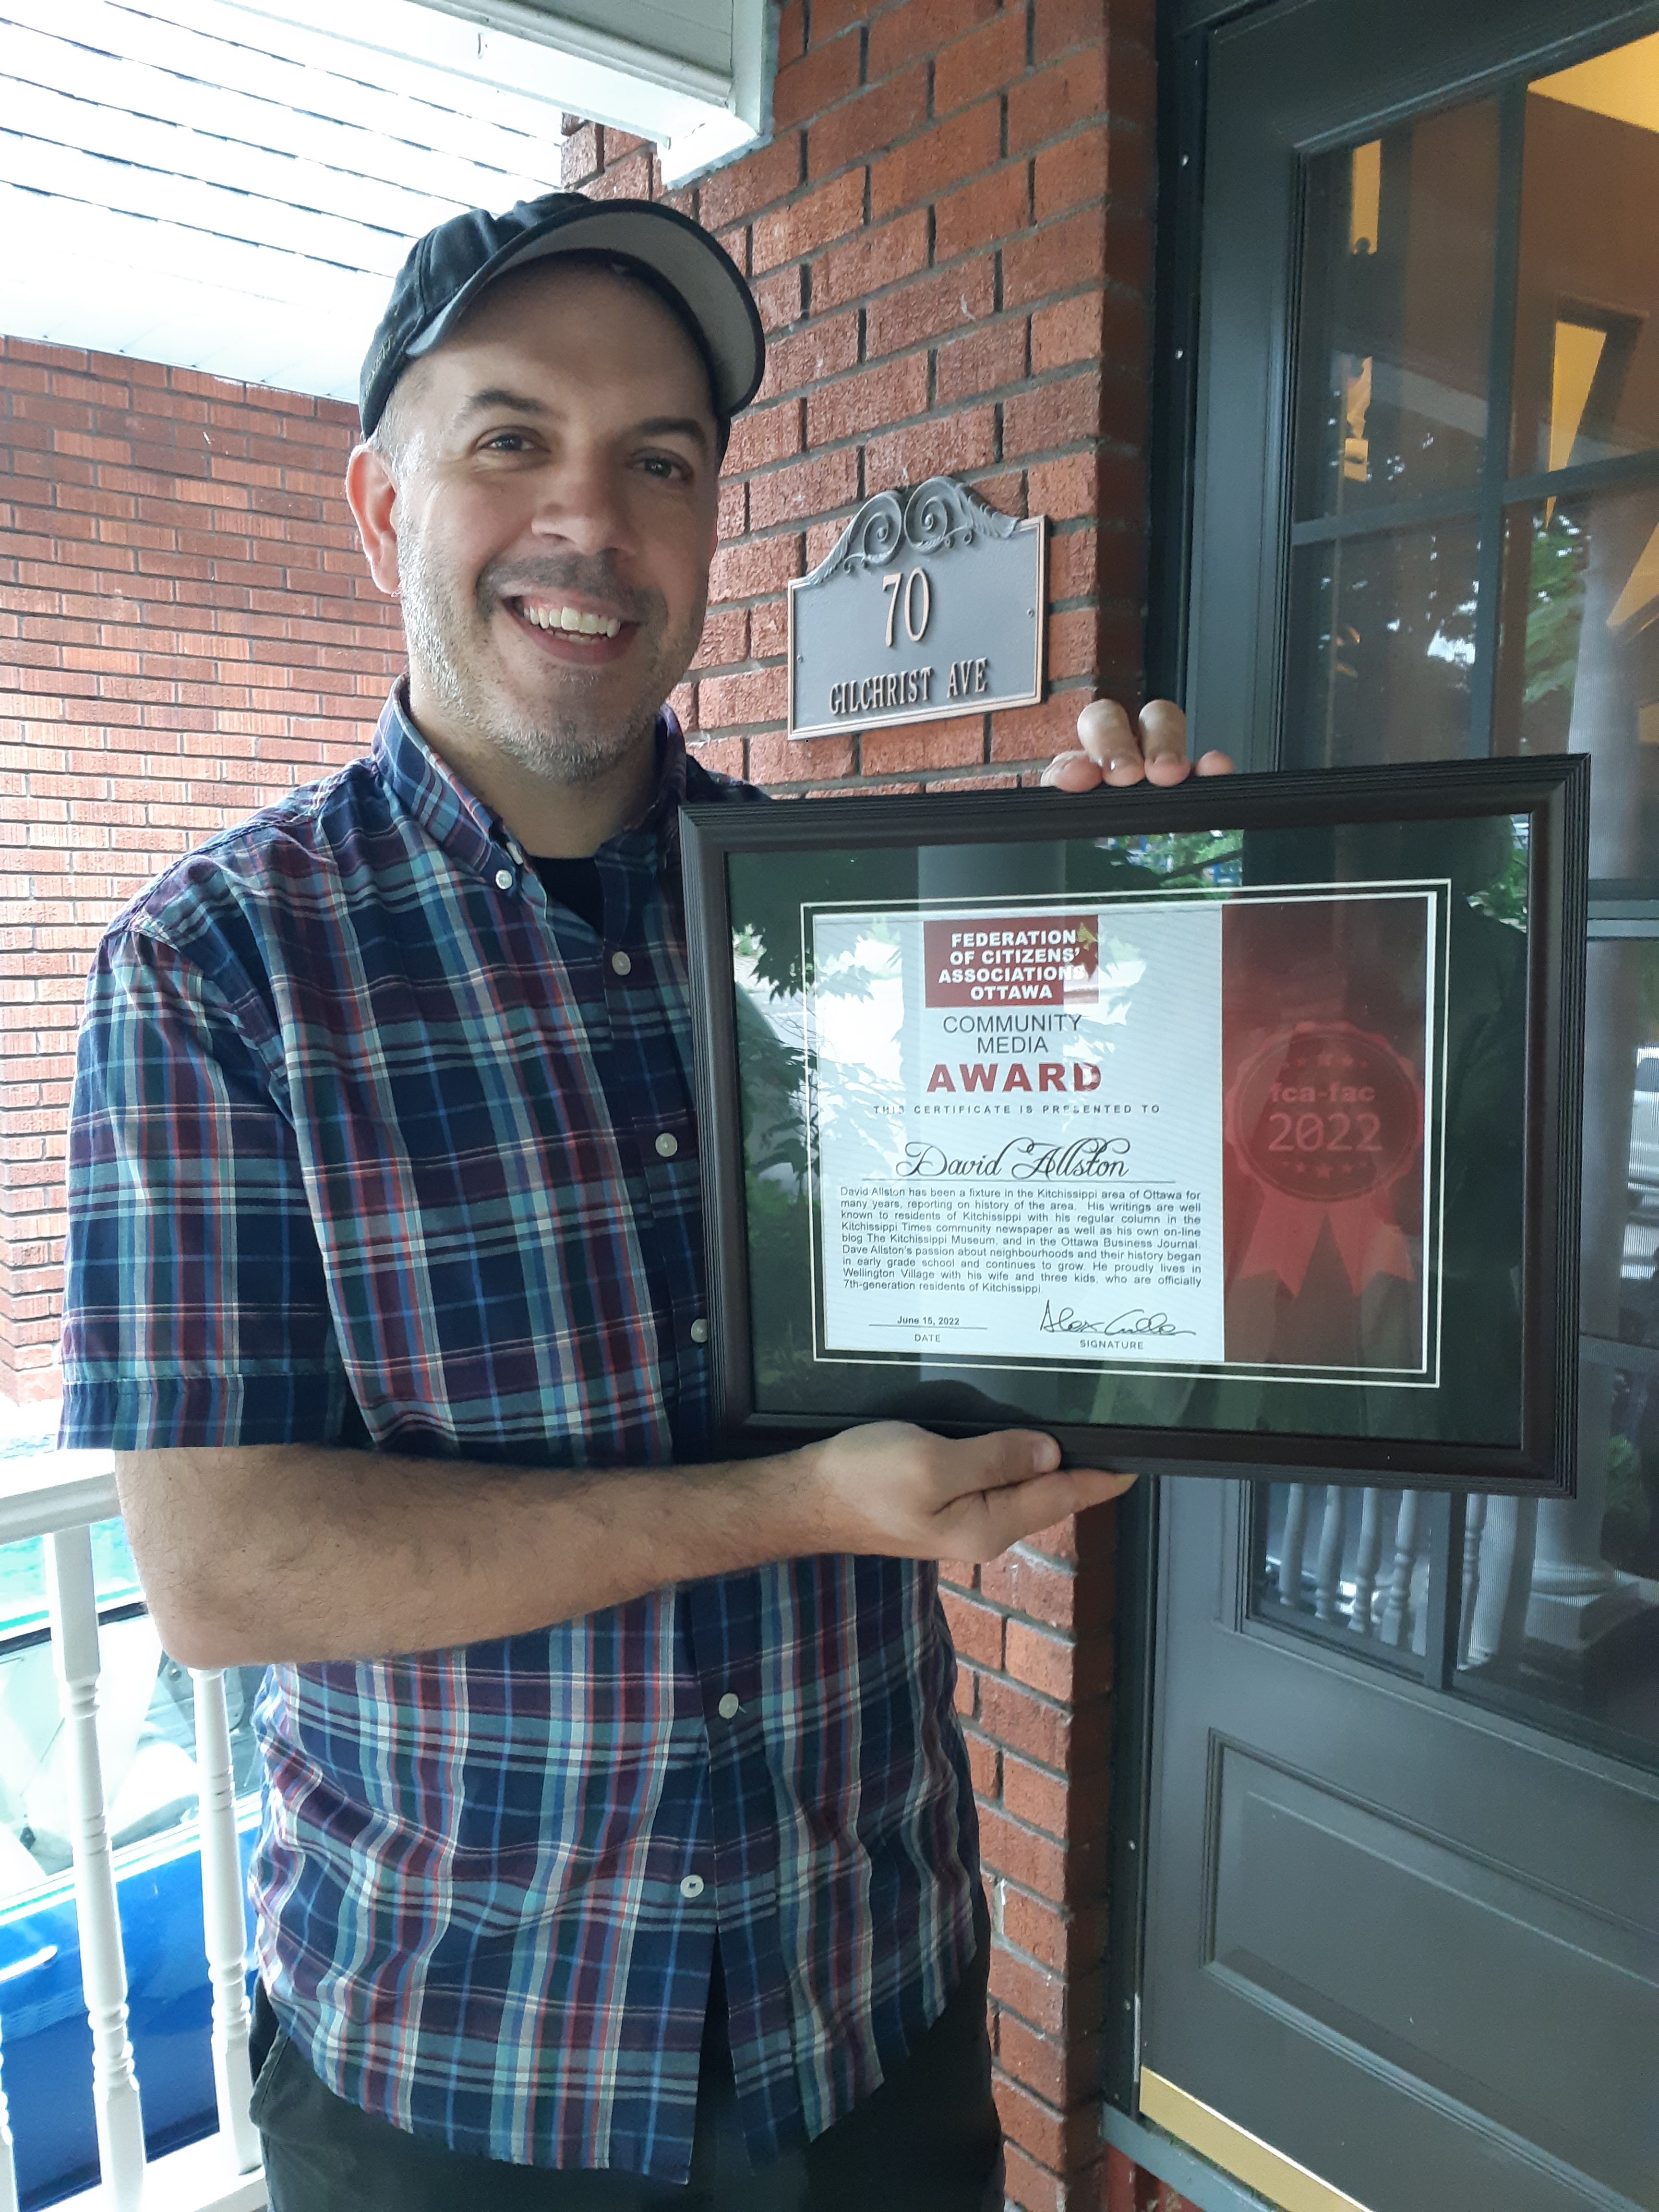 70
GILCHRIST AVE
FEDERATION
OF CITIZENS'
ASSOCIATIONS
OTTAWA
COMMUNITY
MEDIA
AWARD
THIS CERTIFICATE IS PRESENTED TO
David Allston
David Allston has been a fixture in the Kitchissippi area of Ottawa for
many years, reporting on history of the area. His writings are well
known to residents of Kitchissippi with his regular column in the
Kitchissippi Times community newspaper as well as his own on-line
blog The Kitchissippi Museum, and in the Ottawa Business Journal.
Dave Allston's passion about neighbourhoods and their history began
in early grade school and continues to grow. He proudly lives in
Wellington Village with his wife and three kids, who are officially
7th-generation residents of Kitchissippi
June 15, 2022
DATE
Alex Cullen
SIGNATURE
fca-fac
2022